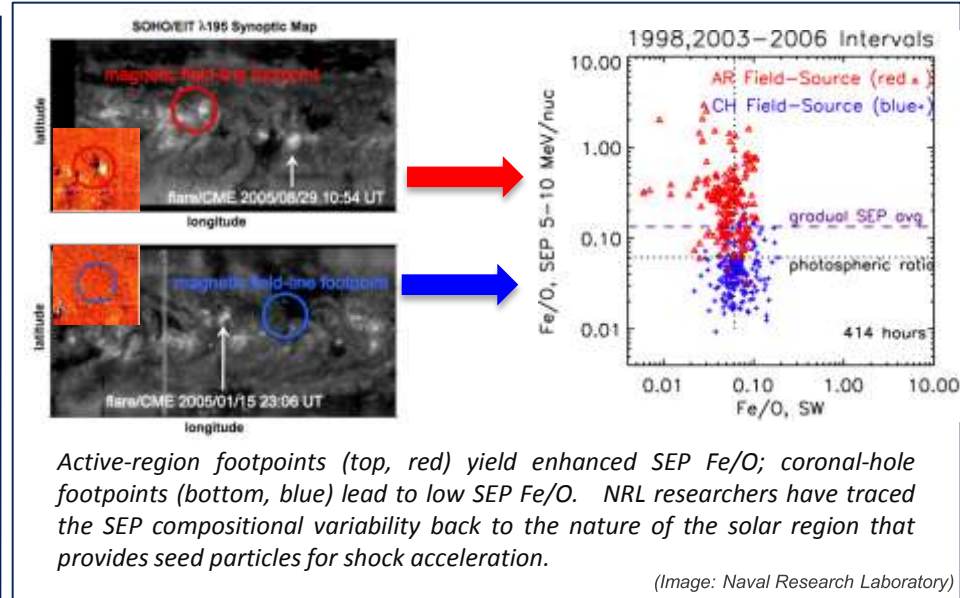 SOHO/EIT λ195 Synoptic Map
magnetic field-line footpoint
latitude
flare/CME 2005/08/29 10:54 UT
longitude
magnetic field-line footpoint
latitude
flare/CME 2005/01/15 23:06 UT
longitude
1998,2003-2006 Intervals
AR Field-Source (red ▲)
CH Field-Source (blue+)
gradual SEP avg
photospheric ratio
414 hours
10.00
1.00
0.10
0.01
Fe/O, SEP 5-10 MeV/nuc
0.01 0.10 1.00 10.00
Fe/O, SW
Active-region footpoints (top, red) yield enhanced SEP Fe/O; coronal-hole
footpoints (bottom, blue) lead to low SEP Fe/O. NRL researchers have traced
the SEP compositional variability back to the nature of the solar region that
provides seed particles for shock acceleration.
(Image: Naval Research Laboratory)